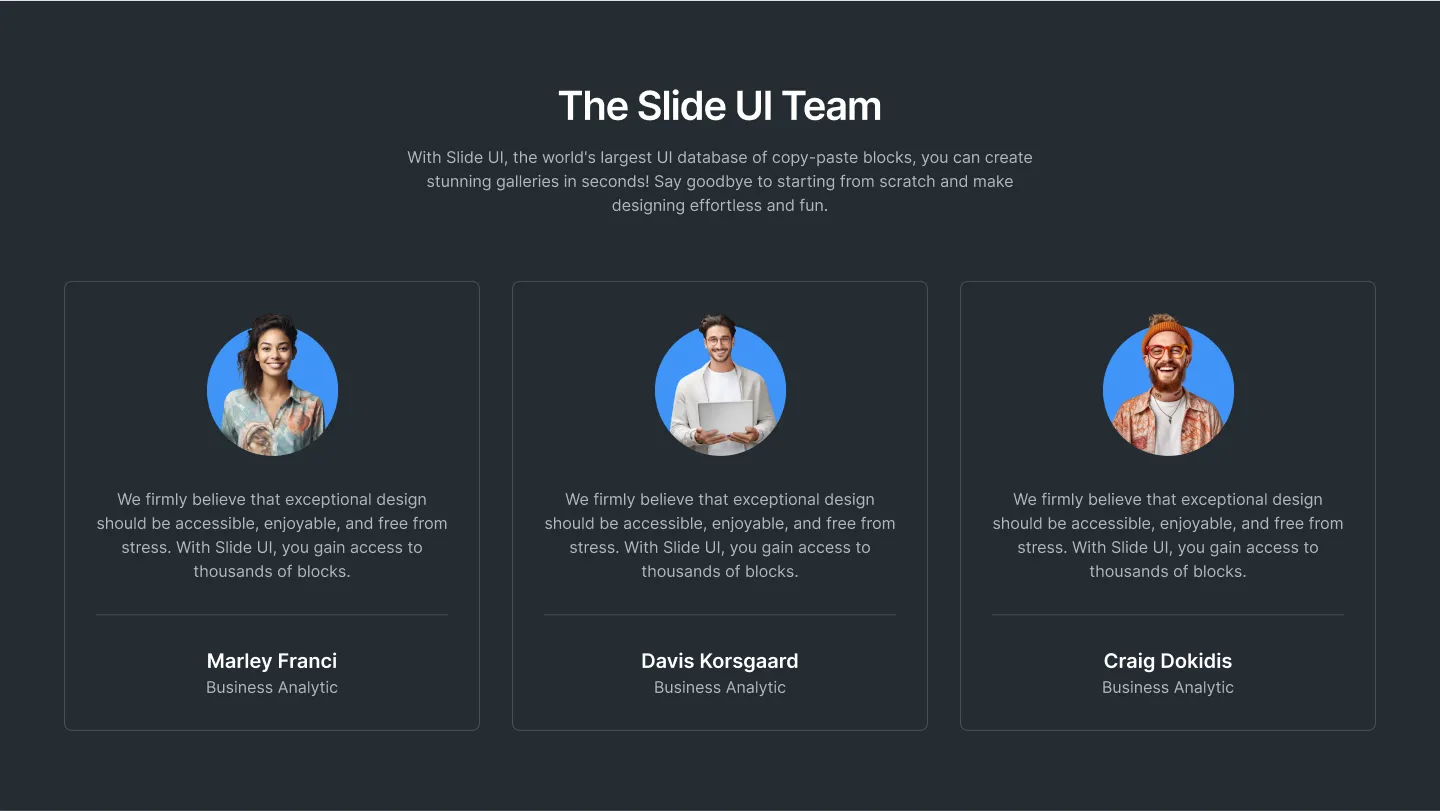 The Slide UI Team
With Slide UI, the world's largest UI database of copy-paste blocks, you can create
stunning galleries in seconds! Say goodbye to starting from scratch and make
designing effortless and fun.
We firmly believe that exceptional design
should be accessible, enjoyable, and free from
stress. With Slide UI, you gain access to
thousands of blocks.
Marley Franci
Business Analytic
We firmly believe that exceptional design
should be accessible, enjoyable, and free from
stress. With Slide UI, you gain access to
thousands of blocks.
Davis Korsgaard
Business Analytic
We firmly believe that exceptional design
should be accessible, enjoyable, and free from
stress. With Slide UI, you gain access to
thousands of blocks.
Craig Dokidis
Business Analytic